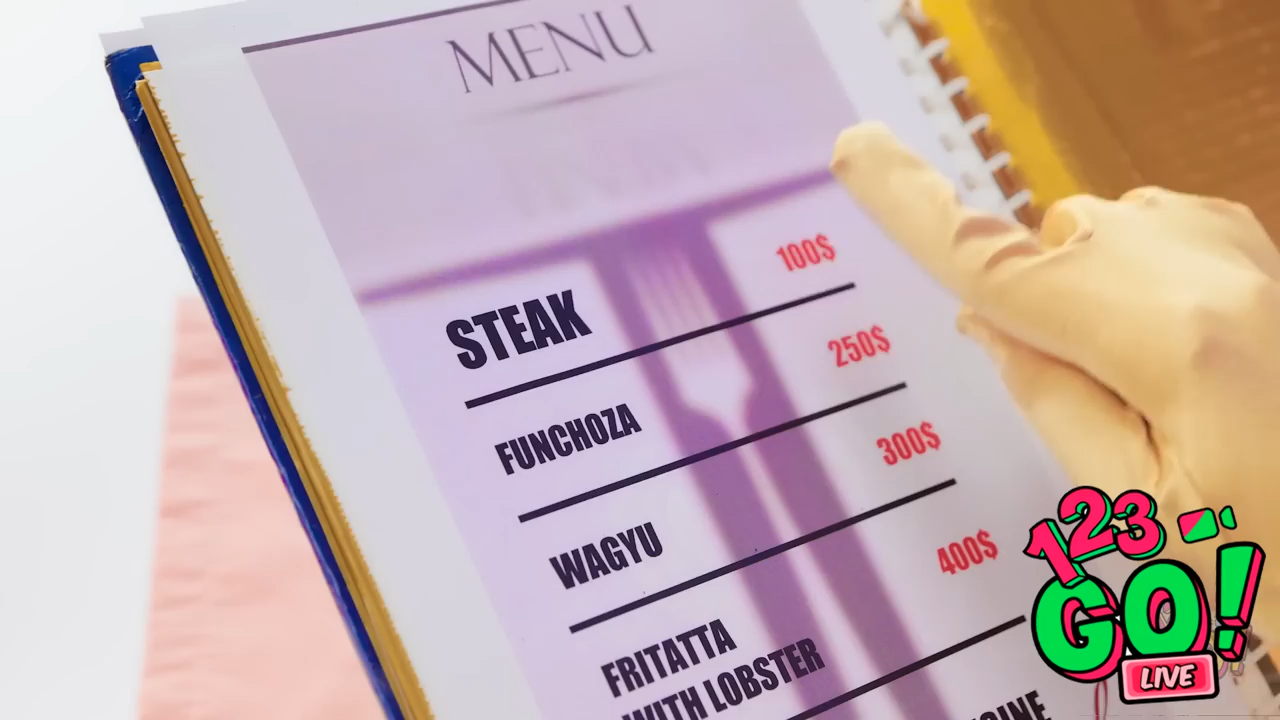 MENU
STEAK 100$
FUNCHOZA 250$
WAGYU 300$
FRITATTA 400$
WITH LOBSTER
123
GO!
LIVE